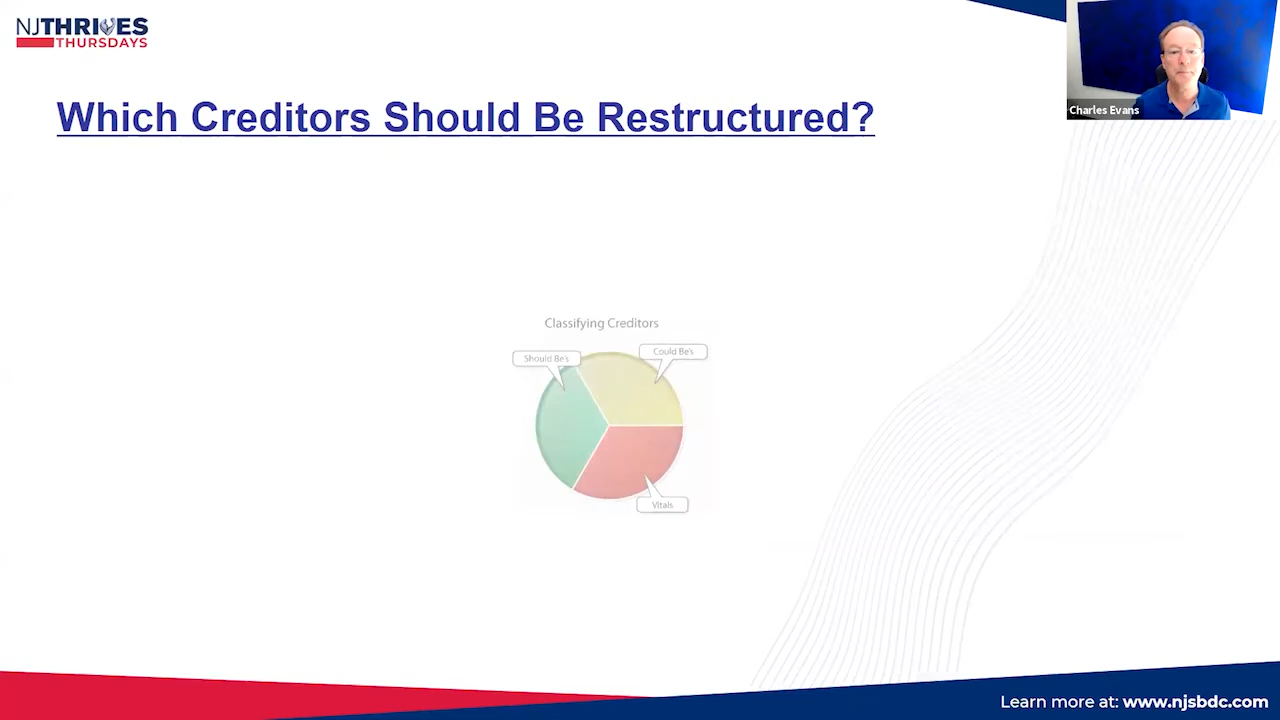 NJTHRIVES
THURSDAYS
Charles Evans
Which Creditors Should Be Restructured?
Classifying Creditors
Should Be's
Could Be's
Vitals
Learn more at: www.njsbdc.com